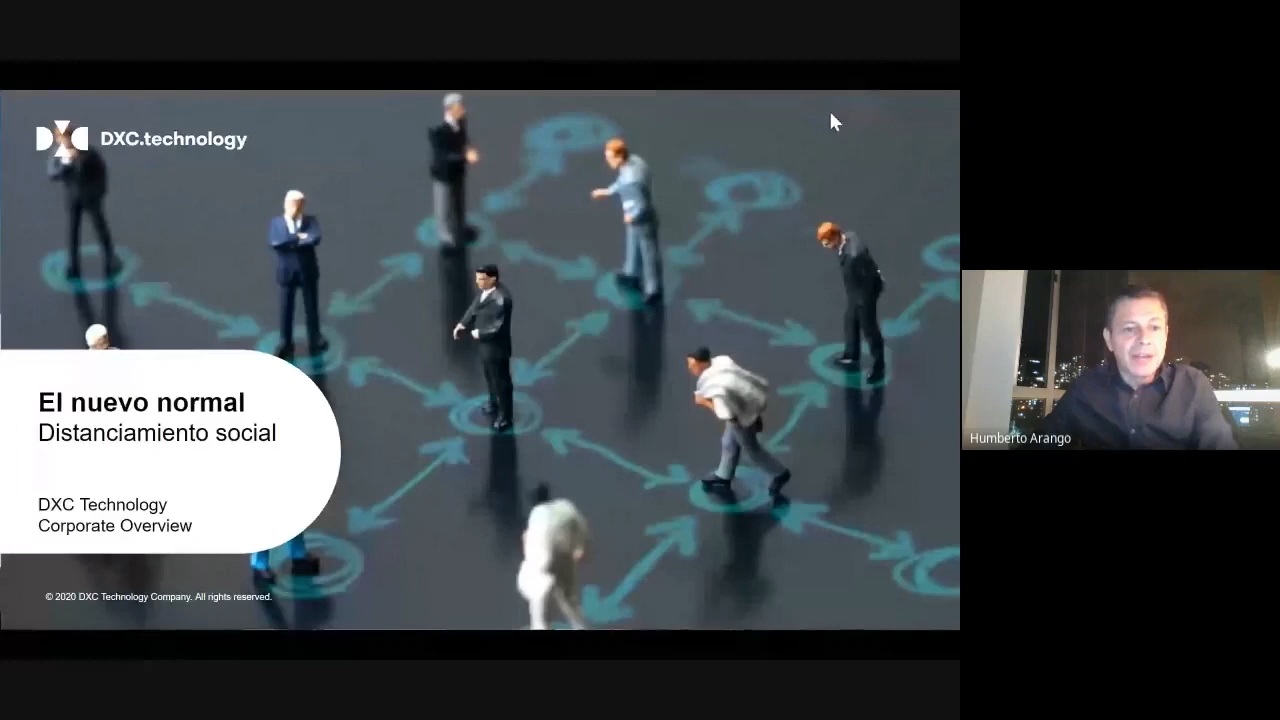 DXC.technology
El nuevo normal
Distanciamiento social
DXC Technology
Corporate Overview
© 2020 DXC Technology Company. All rights reserved.
Humberto Arango